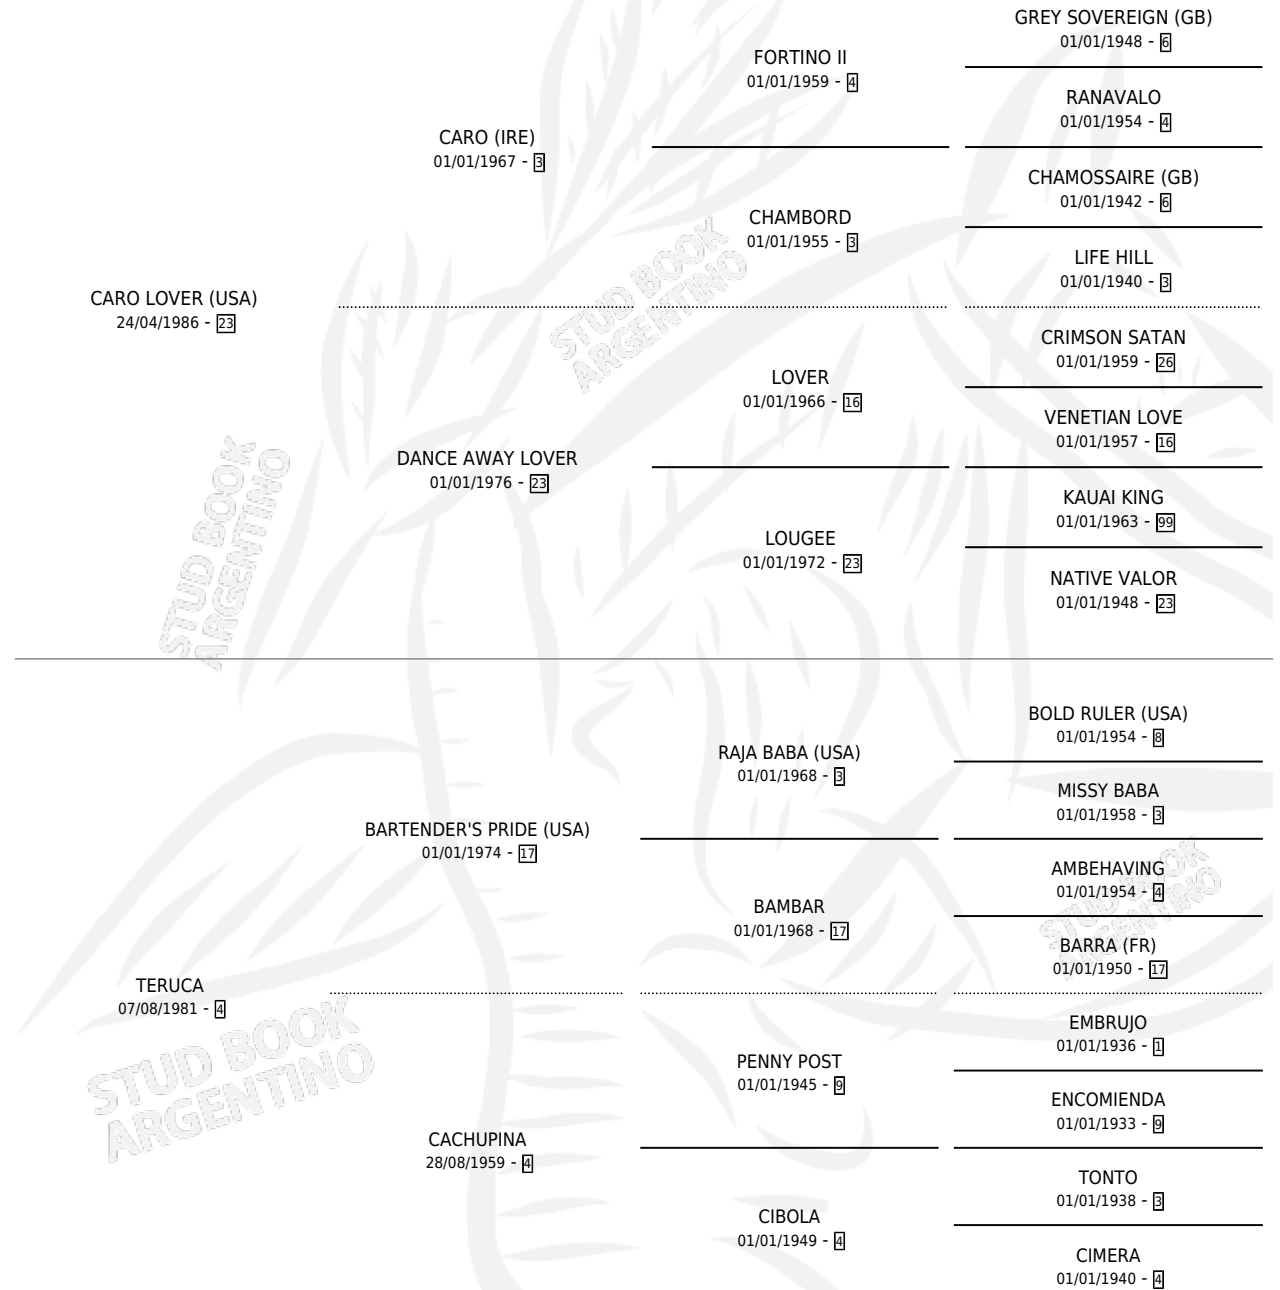 GREY SOVEREIGN (GB)
01/01/1948 - 6
FORTINO II
01/01/1959 - 4
RANAVALO
01/01/1954 - 4
CARO (IRE)
01/01/1967 - 3
CHAMOSSAIRE (GB)
01/01/1942 - 6
CHAMBORD
01/01/1955 - 3
LIFE HILL
01/01/1940 - 3
CARO LOVER (USA)
24/04/1986 - 23
CRIMSON SATAN
01/01/1959 - 26
LOVER
01/01/1966 - 16
VENETIAN LOVE
01/01/1957 - 16
DANCE AWAY LOVER
01/01/1976 - 23
KAUAI KING
01/01/1963 - 99
LOUGEE
01/01/1972 - 23
NATIVE VALOR
01/01/1948 - 23
BOLD RULER (USA)
01/01/1954 - 8
RAJA BABA (USA)
01/01/1968 - 3
MISSY BABA
01/01/1958 - 3
BARTENDER'S PRIDE (USA)
01/01/1974 - 17
AMBEHAVING
01/01/1954 - 4
BAMBAR
01/01/1968 - 17
BARRA (FR)
01/01/1950 - 17
TERUCA
07/08/1981 - 4
EMBRUJO
01/01/1936 - 1
PENNY POST
01/01/1945 - 9
ENCOMIENDA
01/01/1933 - 9
CACHUPINA
28/08/1959 - 4
TONTO
01/01/1938 - 3
CIBOLA
01/01/1949 - 4
CIMERA
01/01/1940 - 4
STUD BOOK
ARGENTINO
STUD BOOK
ARGENTINO
STUD BOOK
ARGENTINO
STUD BOOK
ARGENTINO